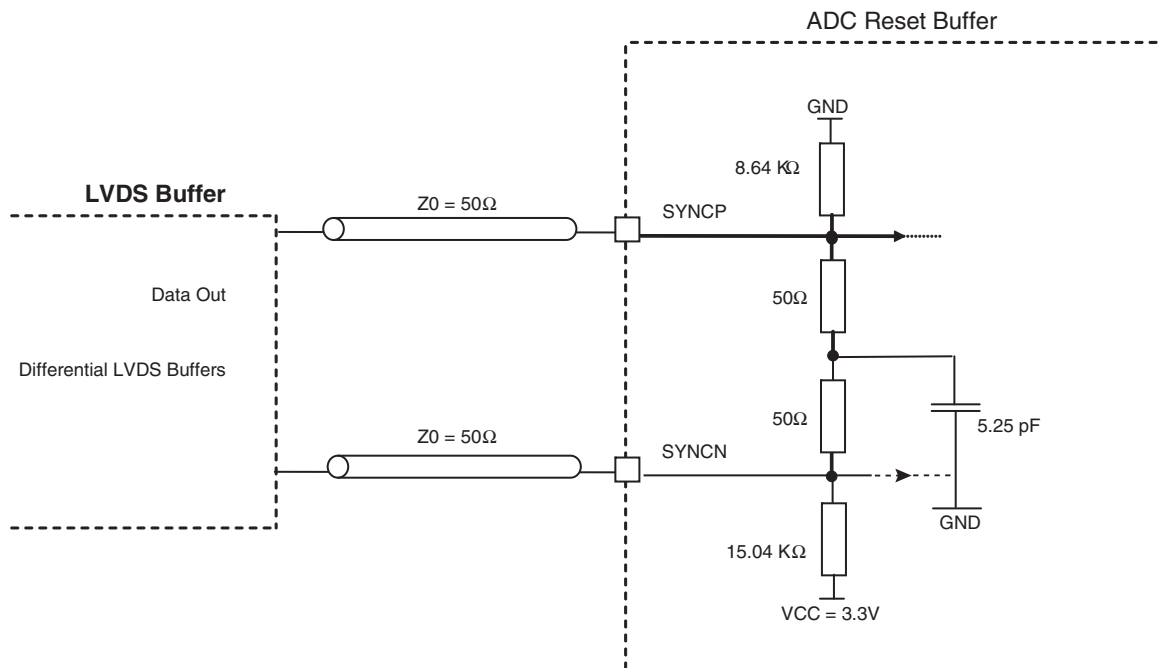 ADC Reset Buffer
GND
8.64 KΩ
LVDS Buffer
Z0 = 50Ω
SYNCP
Data Out
50Ω
Differential LVDS Buffers
50Ω
5.25 pF
Z0 = 50Ω
SYNCN
GND
15.04 KΩ
VCC = 3.3V